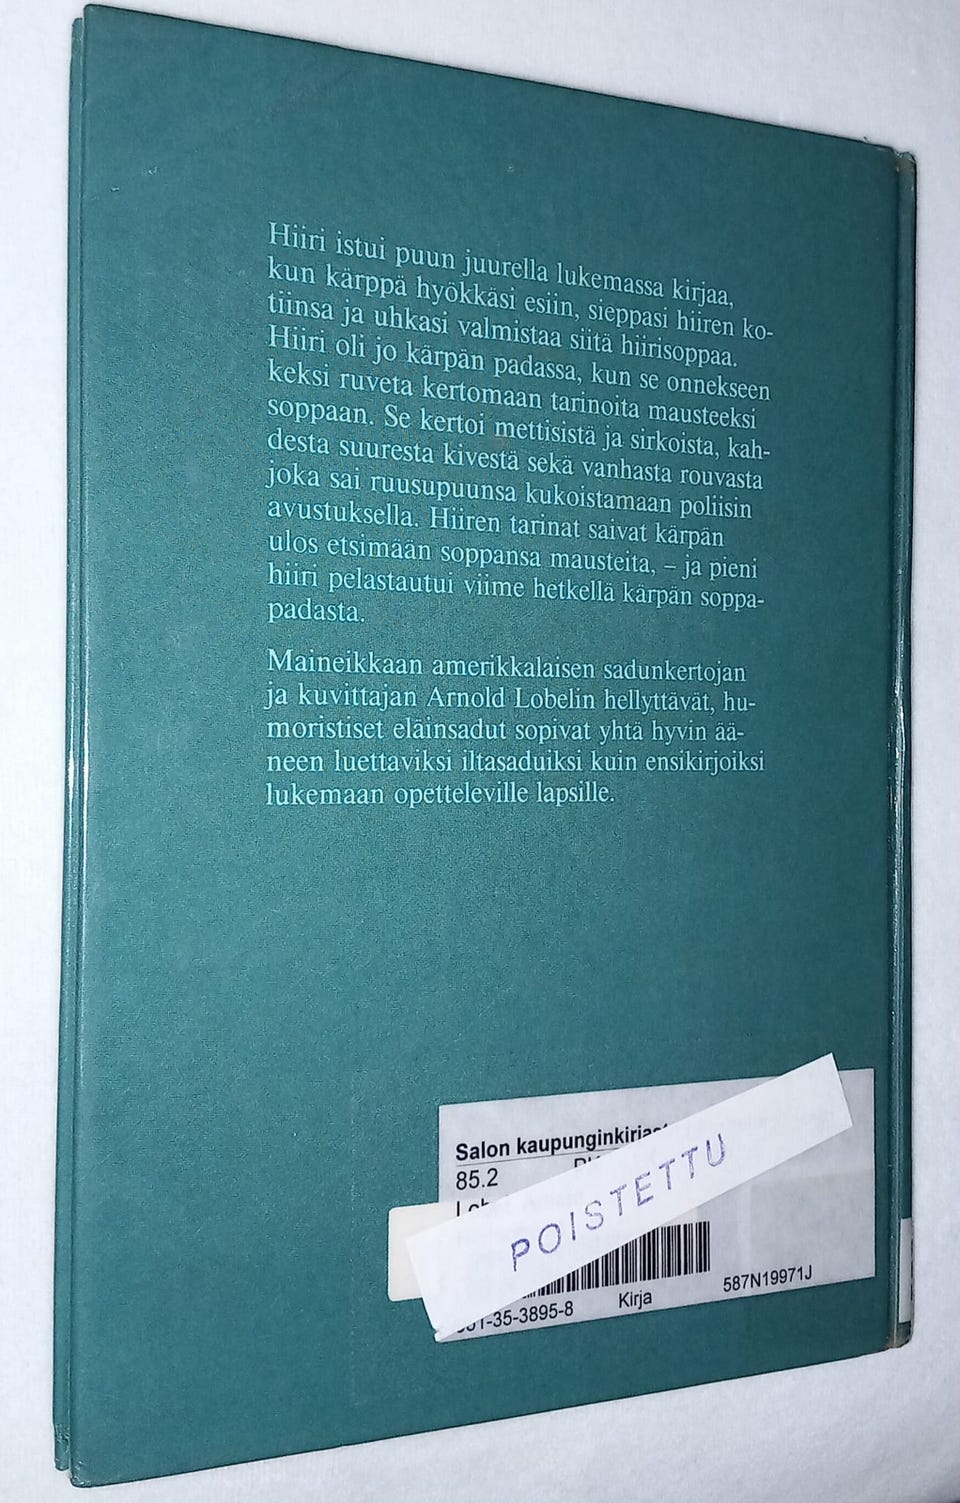 Hiiri istui puun juurella lukemassa kirjaa,
kun kärppä hyökkäsi esiin, sieppasi hiiren ko-
tiinsa ja uhkasi valmistaa siitä hiirisoppaa.
Hiiri oli jo kärpän padassa, kun se onnekseen
keksi ruveta kertomaan tarinoita mausteeksi
soppaan. Se kertoi mettisistä ja sirkoista, kah-
desta suuresta kivestä sekä vanhasta rouvasta
joka sai ruusupuunsa kukoistamaan poliisin
avustuksella. Hiiren tarinat saivat kärpän
ulos etsimään soppansa mausteita, – ja pieni
hiiri pelastautui viime hetkellä kärpän soppa-
padasta.
Maineikkaan amerikkalaisen sadunkertojan
ja kuvittajan Arnold Lobelin hellyttävät, hu-
moristiset eläinsadut sopivat yhtä hyvin ää-
neen luettaviksi iltasaduiksi kuin ensikirjoiksi
lukemaan opetteleville lapsille.
Salon
85.2
POISTETTU
587N19971J
-35-3895-8 Kirja